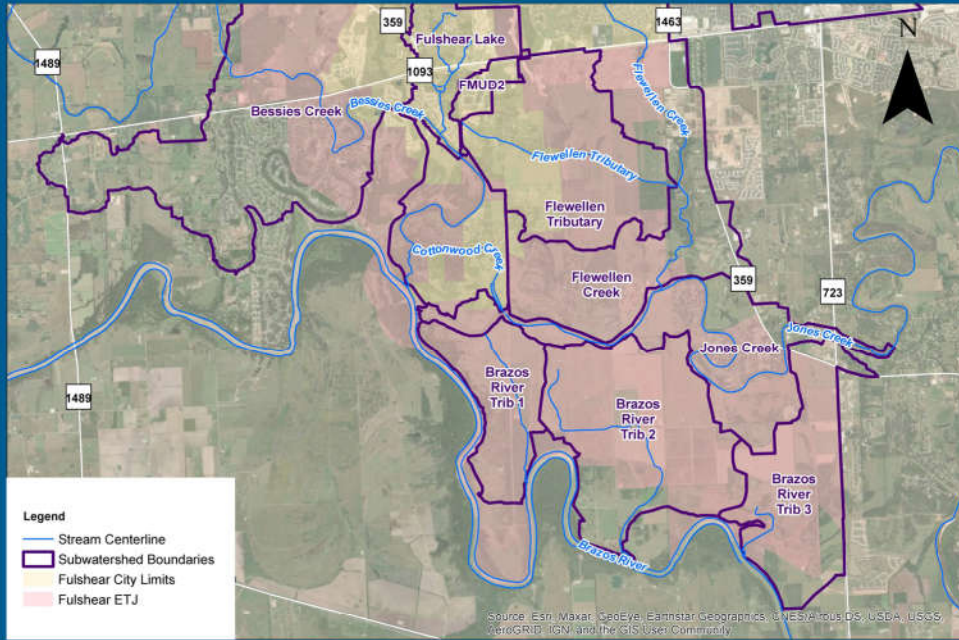 359
1463
N
Fulshear Lake
1489
1093
FMUD2
Bessies Creek
Bessies Creek
Flewellen Creek
Flewellen Tributary
Flewellen
Tributary
Cottonwood Creek
Flewellen
Creek
359
723
Jones Creek
Jones Creek
1489
Brazos
River
Trib 1
Brazos
River
Trib 2
Brazos
River
Trib 3
Brazos River
Legend
Stream Centerline
Subwatershed Boundaries
Fulshear City Limits
Fulshear ETJ
Source: Esri, Maxar, GeoEye, Earthstar Geographics, CNES/Airbus DS, USDA, USGS,
AeroGRID, IGN, and the GIS User Community